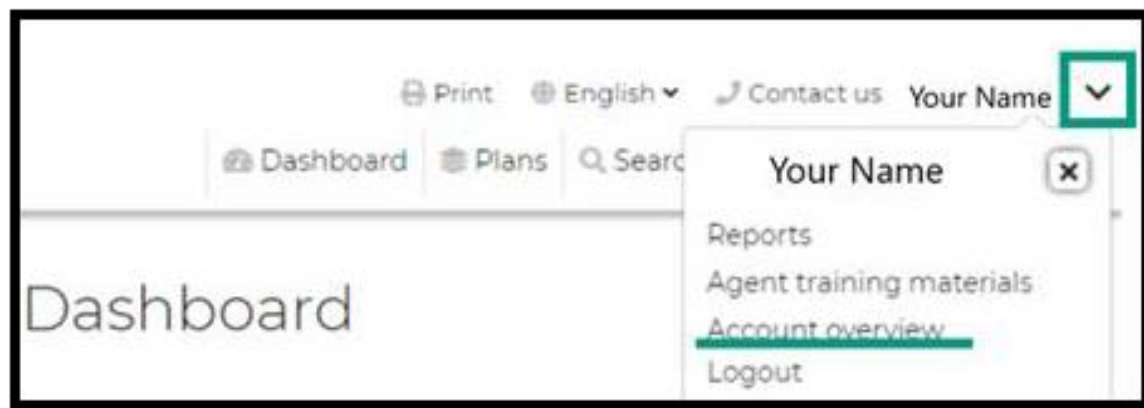 Print English Contact us Your Name
Dashboard Plans Searc
Your Name
Reports
Agent training materials
Account overview
Logout
Dashboard